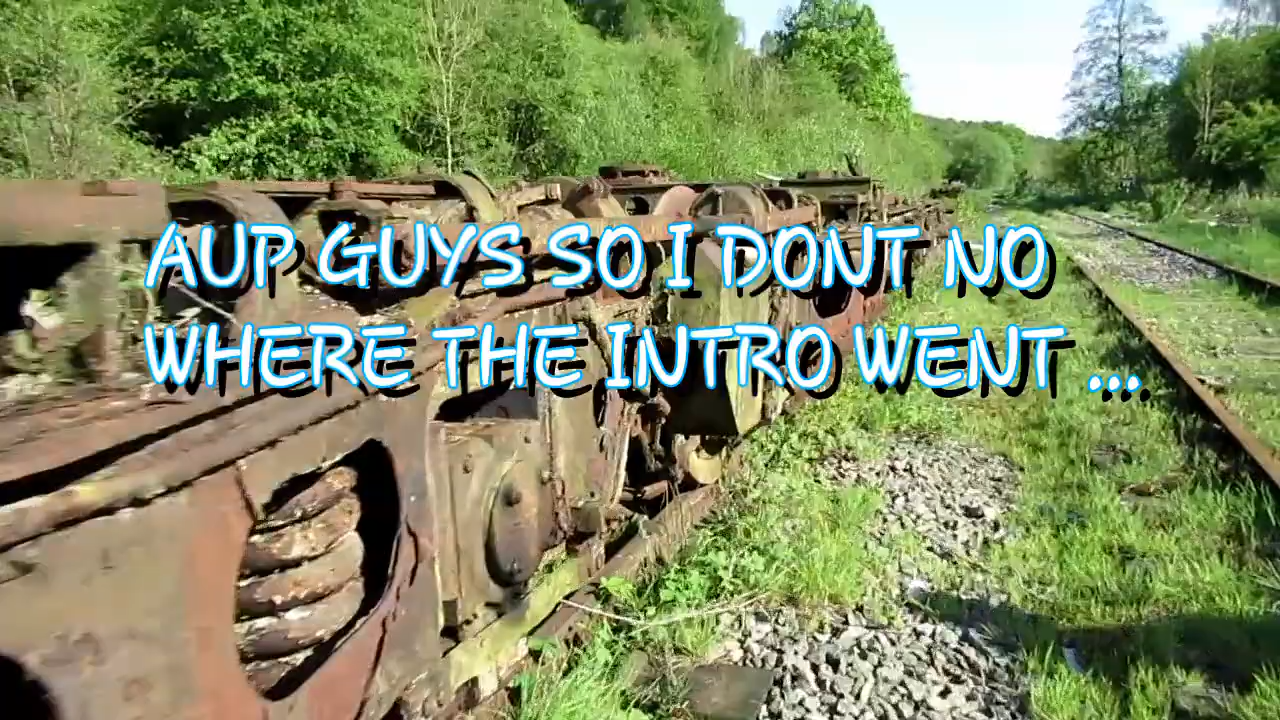 AUP GUYS SO I DONT NO
WHERE THE INTRO WENT ...